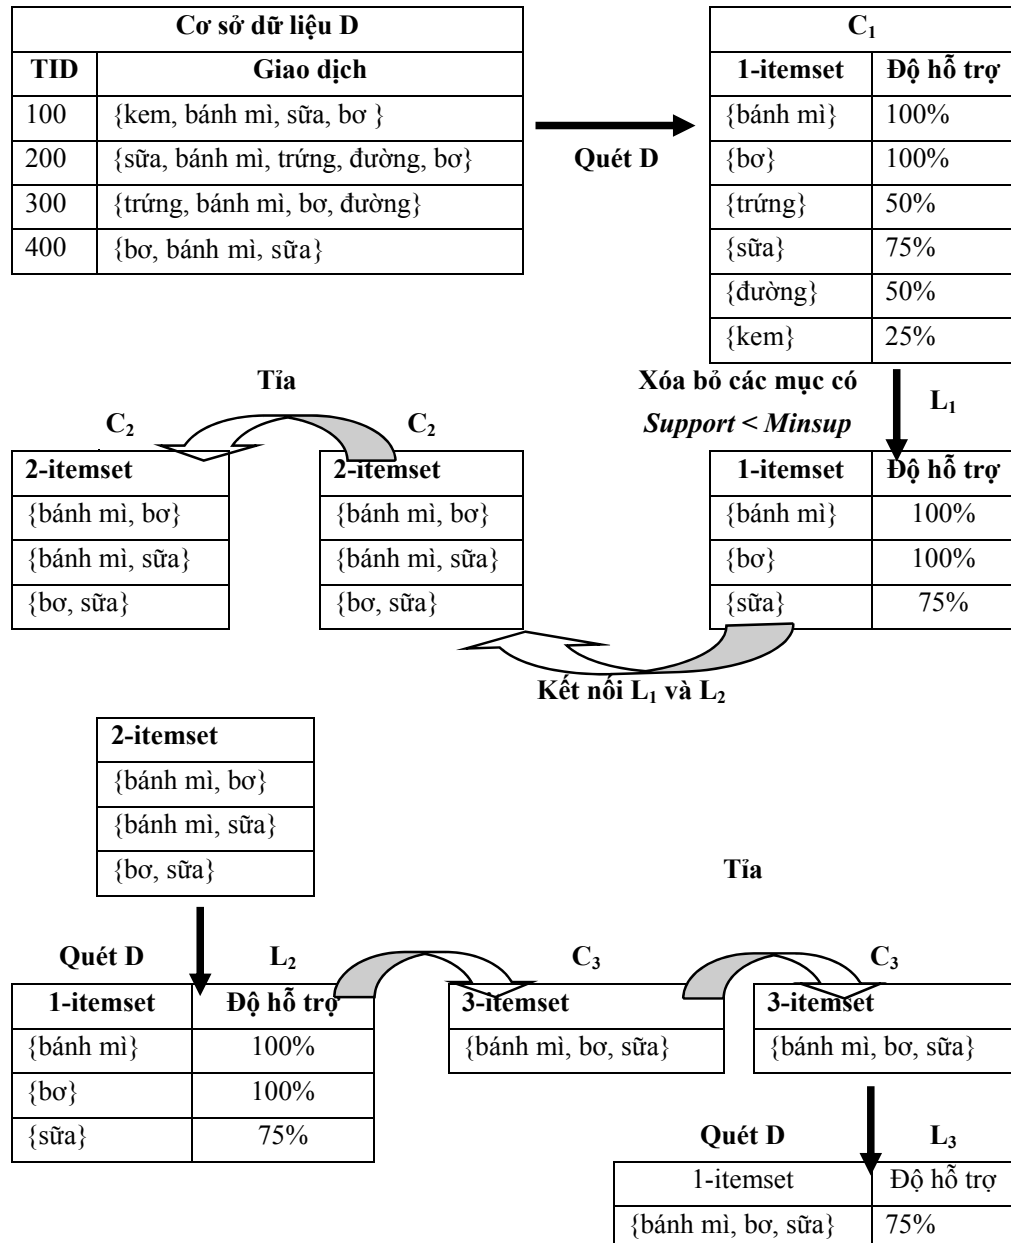 Cơ sở dữ liệu D
TID Giao dịch
100 {kem, bánh mì, sữa, bơ }
200 {sữa, bánh mì, trứng, đường, bơ}
300 {trứng, bánh mì, bơ, đường}
400 {bơ, bánh mì, sữa}
Quét D
C₁
1-itemset Độ hỗ trợ
{bánh mì} 100%
{bơ} 100%
{trứng} 50%
{sữa} 75%
{đường} 50%
{kem} 25%
Xóa bỏ các mục có
Support < Minsup
L₁
1-itemset Độ hỗ trợ
{bánh mì} 100%
{bơ} 100%
{sữa} 75%
Kết nối L₁ và L₂
Tỉa
C₂
2-itemset
{bánh mì, bơ}
{bánh mì, sữa}
{bơ, sữa}
C₂
2-itemset
{bánh mì, bơ}
{bánh mì, sữa}
{bơ, sữa}
2-itemset
{bánh mì, bơ}
{bánh mì, sữa}
{bơ, sữa}
Quét D
L₂
1-itemset Độ hỗ trợ
{bánh mì} 100%
{bơ} 100%
{sữa} 75%
C₃
3-itemset
{bánh mì, bơ, sữa}
Tỉa
C₃
3-itemset
{bánh mì, bơ, sữa}
Quét D
L₃
1-itemset Độ hỗ trợ
{bánh mì, bơ, sữa} 75%